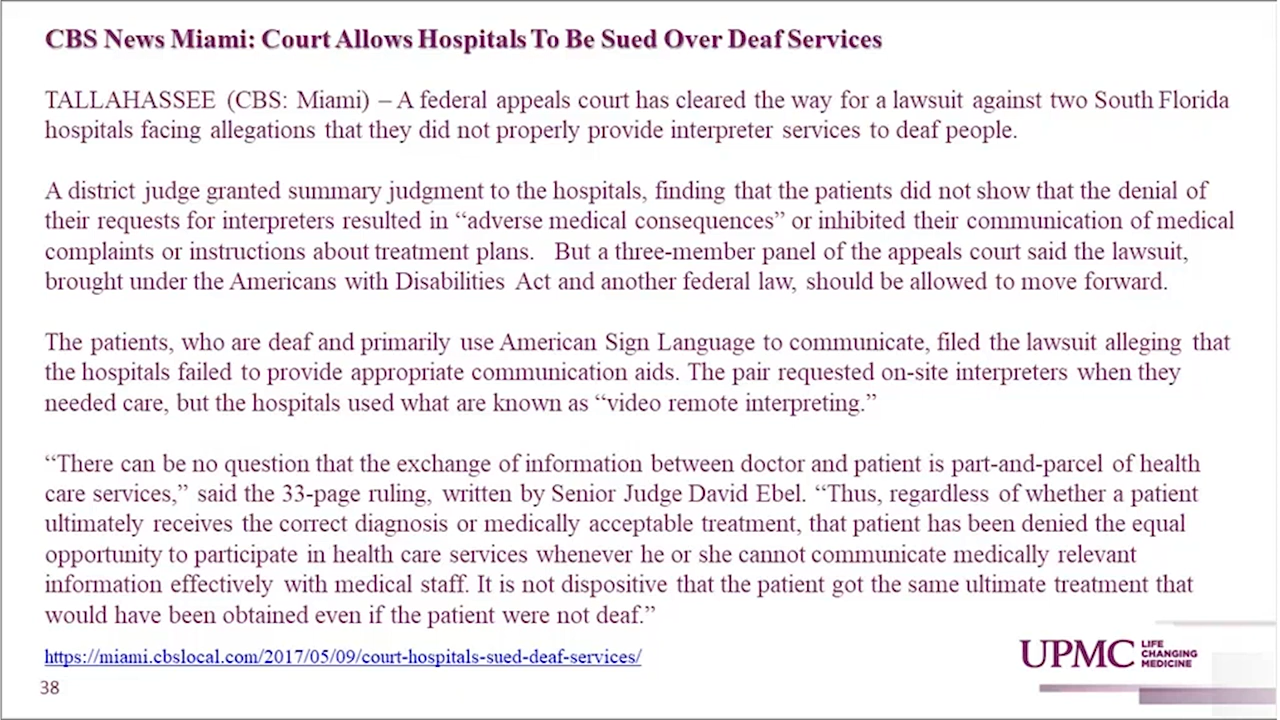 CBS News Miami: Court Allows Hospitals To Be Sued Over Deaf Services
TALLAHASSEE (CBS: Miami) – A federal appeals court has cleared the way for a lawsuit against two South Florida
hospitals facing allegations that they did not properly provide interpreter services to deaf people.
A district judge granted summary judgment to the hospitals, finding that the patients did not show that the denial of
their requests for interpreters resulted in “adverse medical consequences” or inhibited their communication of medical
complaints or instructions about treatment plans. But a three-member panel of the appeals court said the lawsuit,
brought under the Americans with Disabilities Act and another federal law, should be allowed to move forward.
The patients, who are deaf and primarily use American Sign Language to communicate, filed the lawsuit alleging that
the hospitals failed to provide appropriate communication aids. The pair requested on-site interpreters when they
needed care, but the hospitals used what are known as “video remote interpreting.”
“There can be no question that the exchange of information between doctor and patient is part-and-parcel of health
care services,” said the 33-page ruling, written by Senior Judge David Ebel. “Thus, regardless of whether a patient
ultimately receives the correct diagnosis or medically acceptable treatment, that patient has been denied the equal
opportunity to participate in health care services whenever he or she cannot communicate medically relevant
information effectively with medical staff. It is not dispositive that the patient got the same ultimate treatment that
would have been obtained even if the patient were not deaf.”
https://miami.cbslocal.com/2017/05/09/court-hospitals-sued-deaf-services/
UPMC LIFE
CHANGING
MEDICINE
38